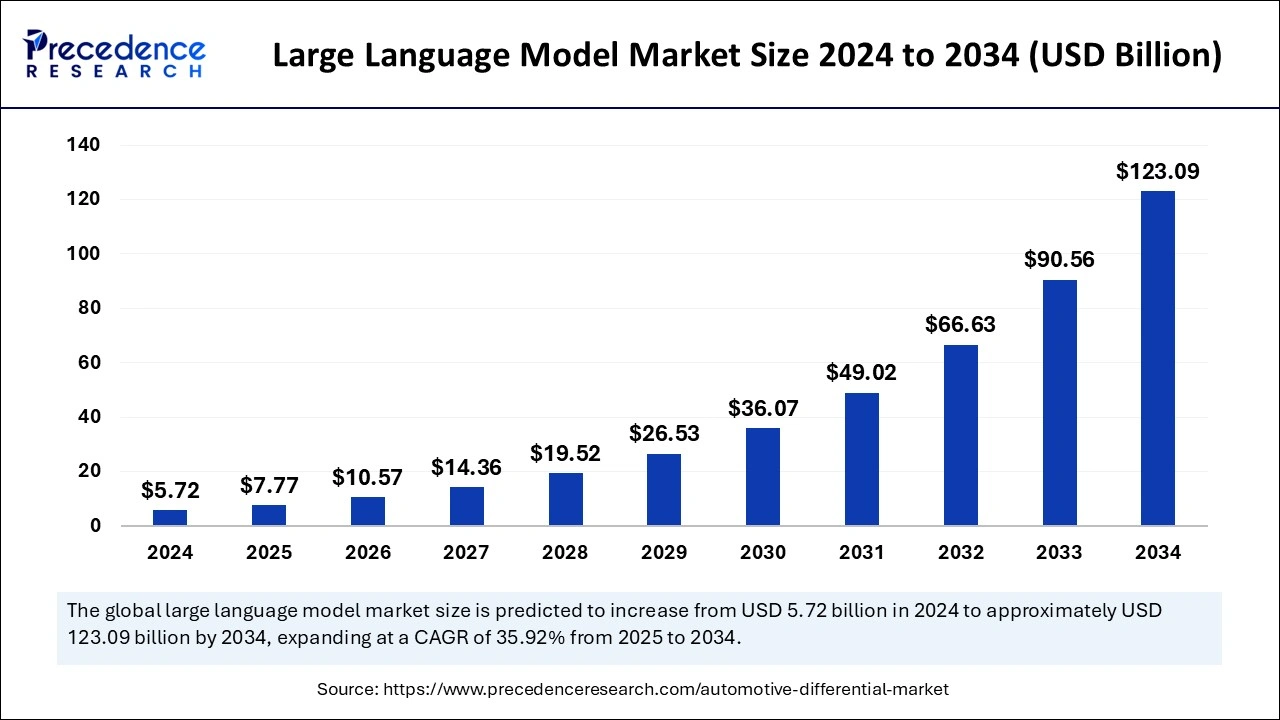 Precedence
RESEARCH
Large Language Model Market Size 2024 to 2034 (USD Billion)
140
120
100
80
60
40
20
0
$5.72
$7.77
$10.57
$14.36
$19.52
$26.53
$36.07
$49.02
$66.63
$90.56
$123.09
2024 2025 2026 2027 2028 2029 2030 2031 2032 2033 2034
The global large language model market size is predicted to increase from USD 5.72 billion in 2024 to approximately USD
123.09 billion by 2034, expanding at a CAGR of 35.92% from 2025 to 2034.
Source: https://www.precedenceresearch.com/automotive-differential-market